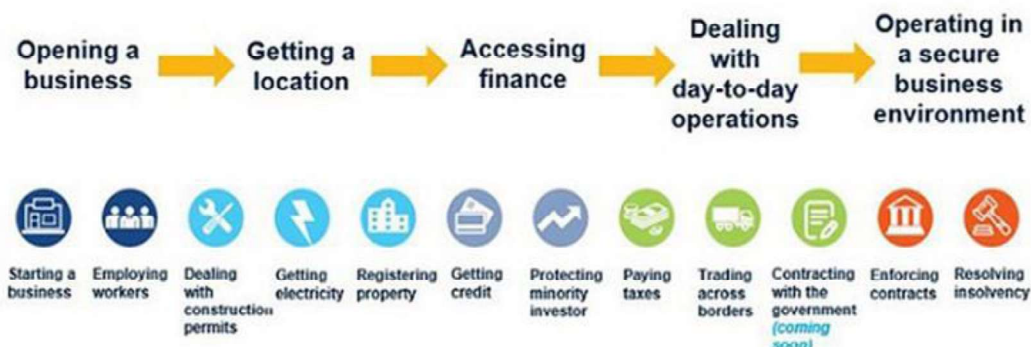 Opening a
business
Getting a
location
Accessing
finance
Dealing
with
day-to-day
operations
Operating in
a secure
business
environment
Starting a
business
Employing
workers
Dealing
with
construction
permits
Getting
electricity
Registering
property
Getting
credit
Protecting
minority
investor
Paying
taxes
Trading
across
borders
Contracting
with the
government
(coming
soon)
Enforcing
contracts
Resolving
insolvency